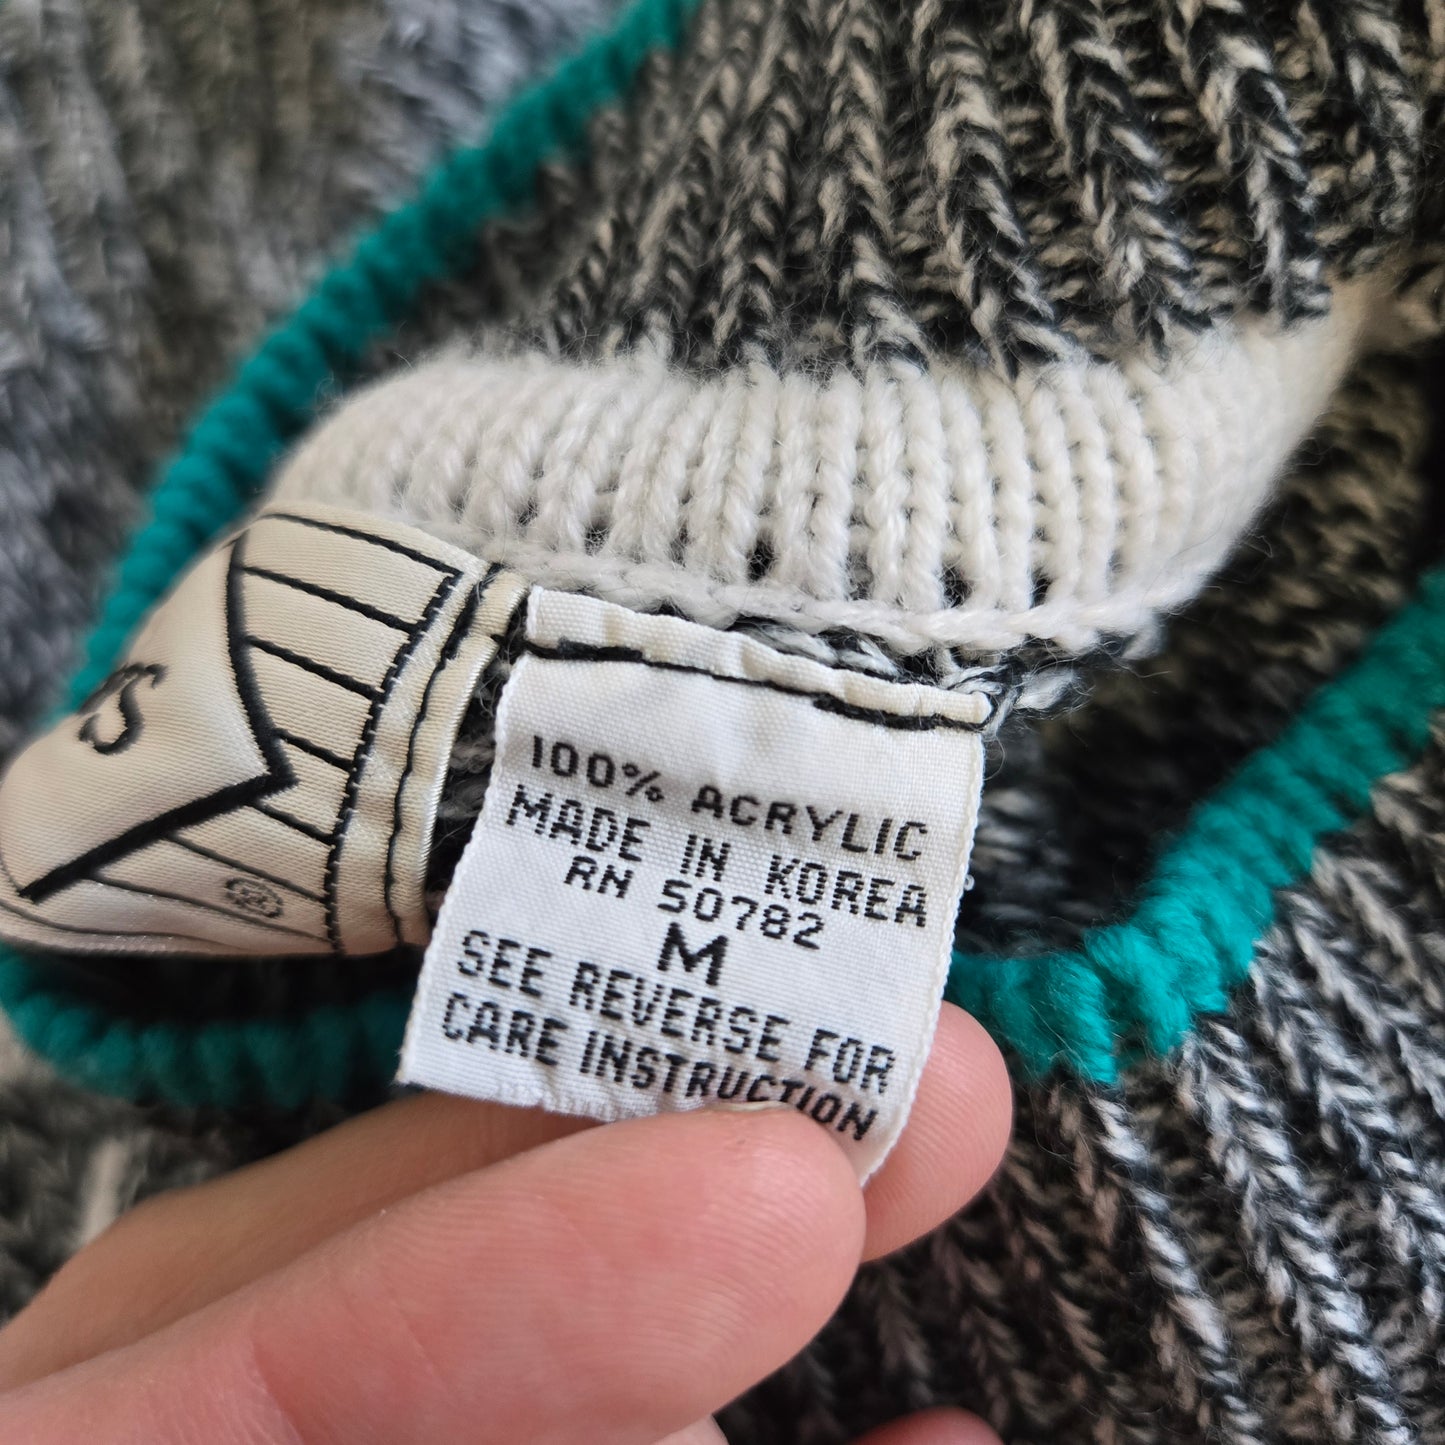 100% ACRYLIC
MADE IN KOREA
RN 50782
M
SEE REVERSE FOR
CARE INSTRUCTION